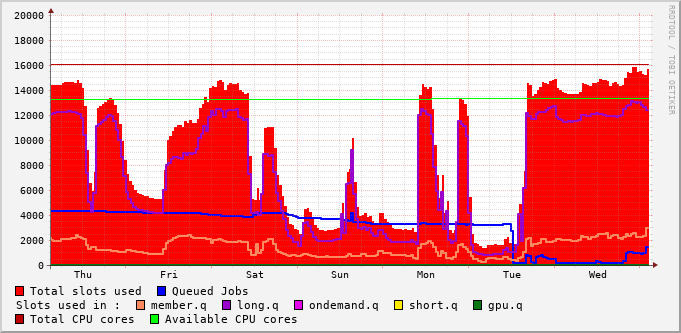 20000
18000
16000
14000
12000
10000
8000
6000
4000
2000
0
Thu Fri Sat Sun Mon Tue Wed
RRDTOOL / TOBI OETIKER
Total slots used Queued Jobs
Slots used in : member.q long.q ondemand.q short.q gpu.q
Total CPU cores Available CPU cores